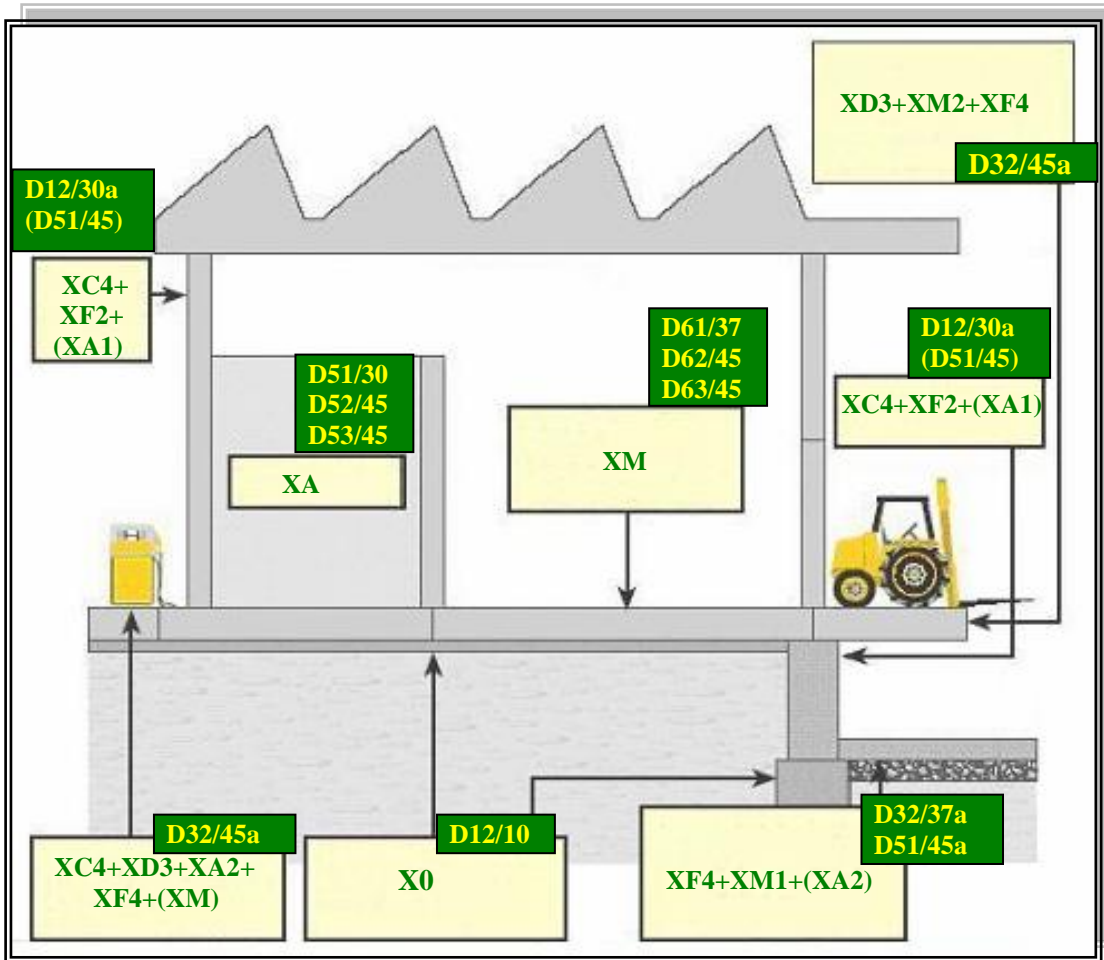 XD3+XM2+XF4
D32/45a
D12/30a
(D51/45)
XC4+
XF2+
(XA1)
D51/30
D52/45
D53/45
XA
D61/37
D62/45
D63/45
XM
D12/30a
(D51/45)
XC4+XF2+(XA1)
D32/45a
XC4+XD3+XA2+
XF4+(XM)
D12/10
X0
D32/37a
D51/45a
XF4+XM1+(XA2)